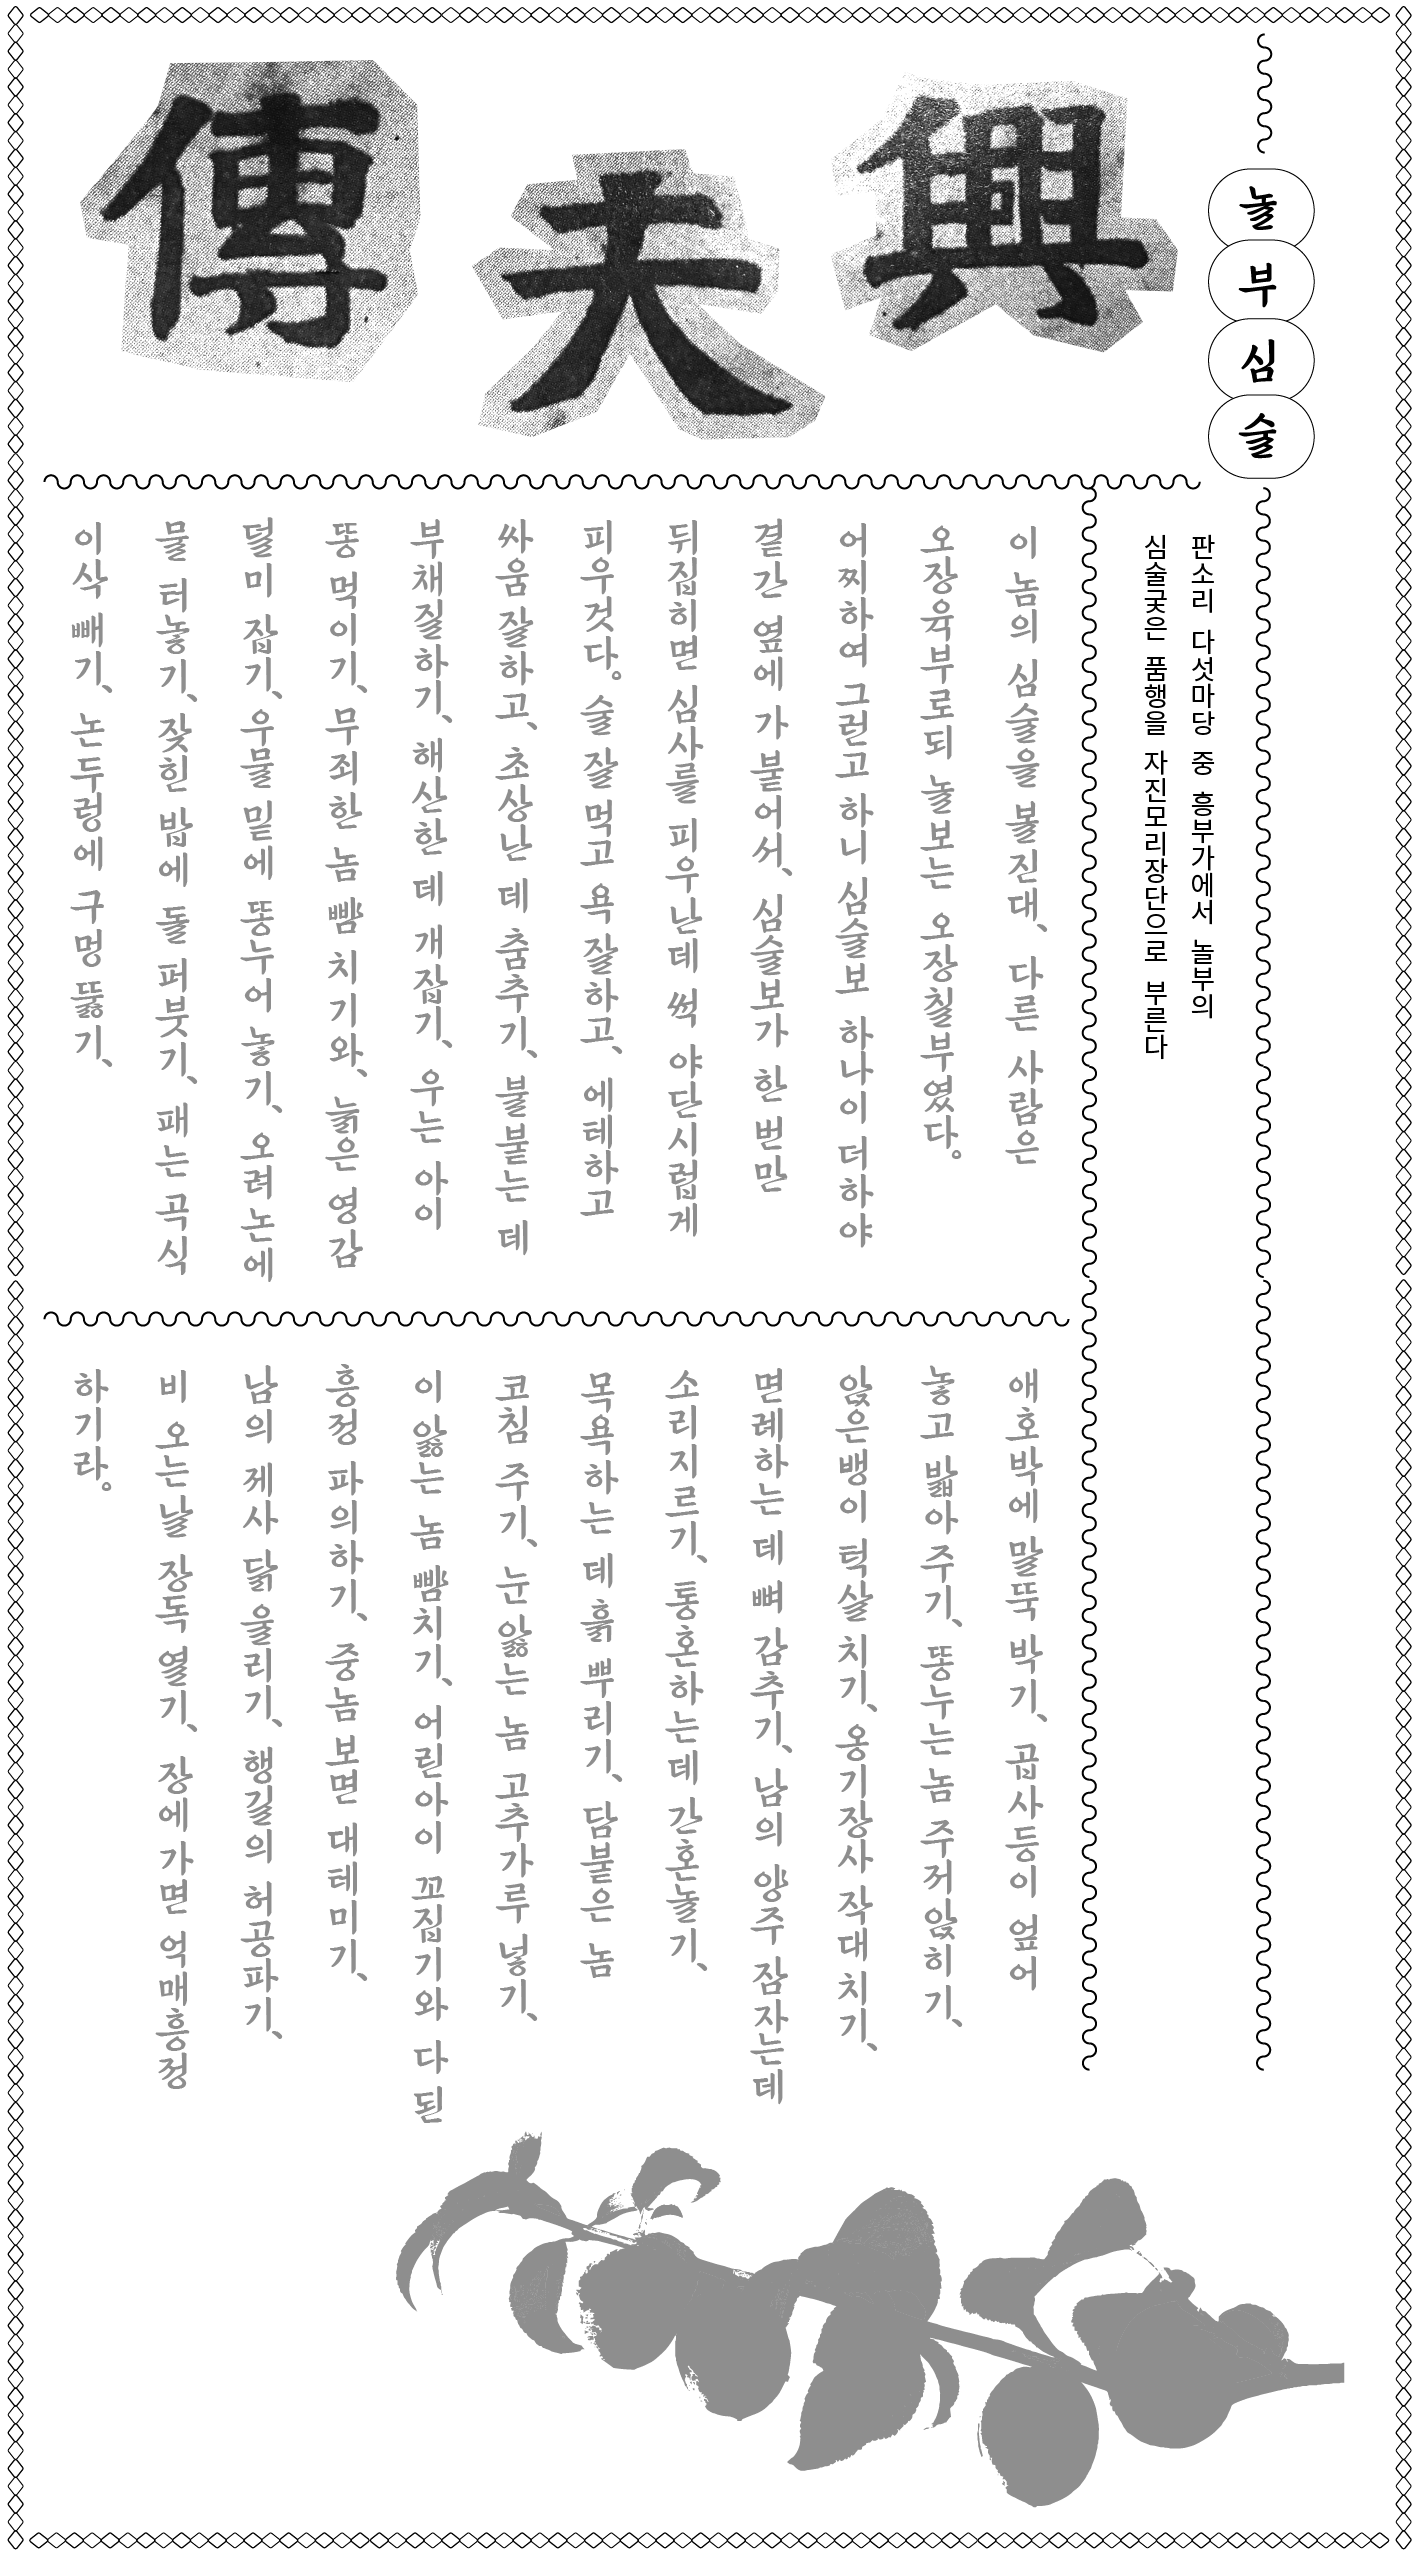 興夫傳
놀부심술
판소리 다섯마당 중 흥부가에서 놀부의
심술궂은 품행을 자진모리장단으로 부른다
이 놈의 심술을 볼진대、 다른 사람은
오장육부로되 놀보는 오장칠부였다。
어찌하여 그런고 하니 심술보 하나이 더하야
곁간 옆에 가 붙어서、 심술보가 한 번만
뒤집히면 심사를 피우난데 썩 야단시럽게
피우것다。 술 잘 먹고 욕 잘하고、 에테하고
싸움 잘하고、 초상난 데 춤추기、 불붙는 데
부채질하기、 해산한 데 개잡기、 우는 아이
똥 먹이기、 무죄한 놈 뺨 치기와、 늙은 영감
덜미 잡기、 우물 밑에 똥누어 놓기、 오려논에
물 터놓기、 잦힌 밥에 돌 퍼붓기、 패는 곡식
이삭 빼기、 논두렁에 구멍 뚫기、
애호박에 말뚝 박기、 곱사등이 엎어
놓고 밟아 주기、 똥누는 놈 주저앉히기、
앉은뱅이 턱살 치기、 옹기장사 작대 치기、
면례하는 데 뼈 감추기、 남의 양주 잠자는데
소리지르기、 통혼하는데 간혼놀기、
목욕하는 데 흙 뿌리기、 담붙은 놈
코침 주기、 눈 앓는 놈 고추가루 넣기、
이 앓는 놈 뺨치기、 어린아이 꼬집기와 다 된
흥정 파의하기、 중놈 보면 대테미기、
남의 제사 닭 울리기、 행길의 허공파기、
비 오는날 장독 열기、 장에 가면 억매흥정
하기라。